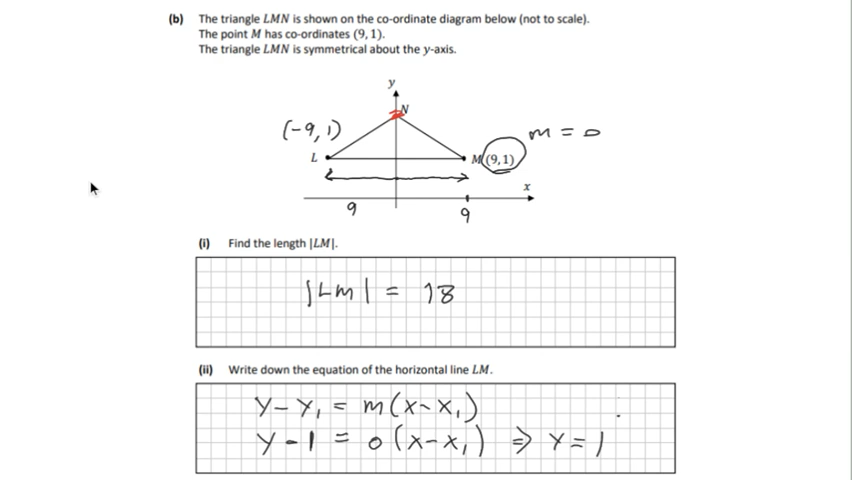 (b) The triangle LMN is shown on the co-ordinate diagram below (not to scale).
The point M has co-ordinates (9, 1).
The triangle LMN is symmetrical about the y-axis.
y
N
(-9, 1)
m = 0
L
M(9,1)
x
9
9
(i) Find the length |LM|.
|LM| = 18
(ii) Write down the equation of the horizontal line LM.
y - y₁ = m(x - x₁)
y - 1 = 0(x - x₁) ⇒ y = 1